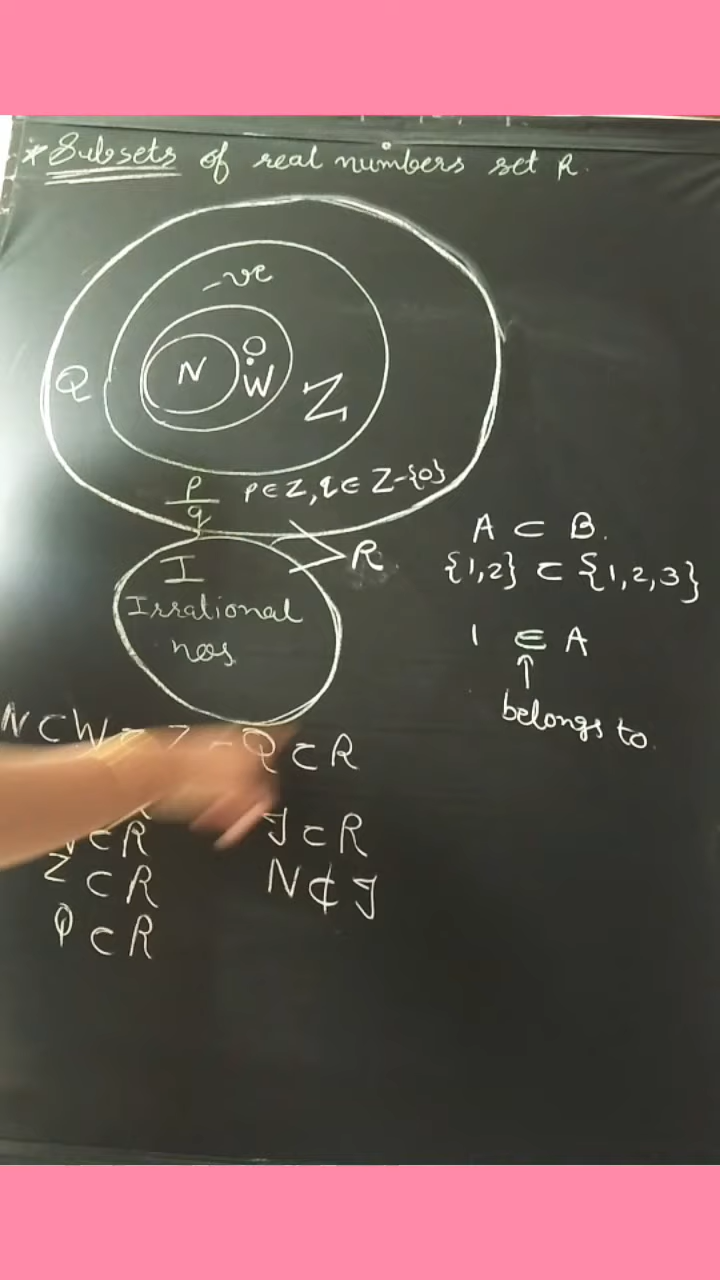 * Subsets of real numbers set R.
-ve
Q N 0 W Z
p/q p∈Z, q∈Z-{0}
R
I
Irrational
nos
A ⊂ B.
{1,2} ⊂ {1,2,3}
1 ∈ A
↑
belongs to.
N⊂W⊂Z Q⊂R
⊂R
Z ⊂R
Q ⊂R
J⊂R
N⊄J